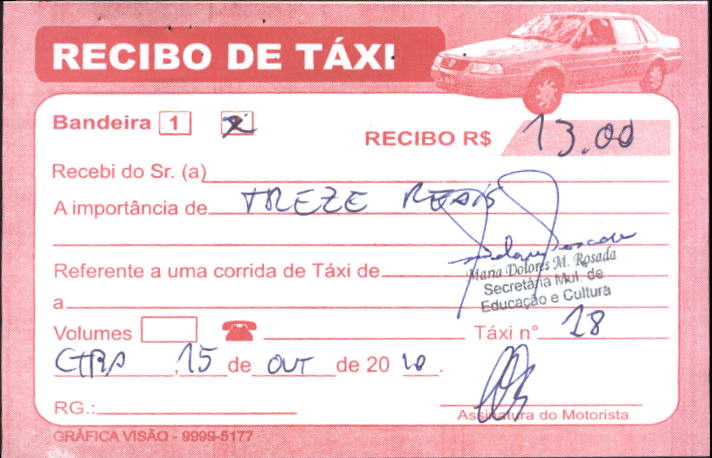 RECIBO DE TÁXI
Bandeira 1 2 RECIBO R$ 13.00
Recebi do Sr. (a)
A importância de TREZE REAIS
Maria Dolores M. Rosada
Secretária Mul. de
Educação e Cultura
Referente a uma corrida de Táxi de
a
Volumes Táxi n° 18
CTBA, 15 de OUT de 20 10.
RG.: Assinatura do Motorista
GRÁFICA VISÃO - 9999-5177